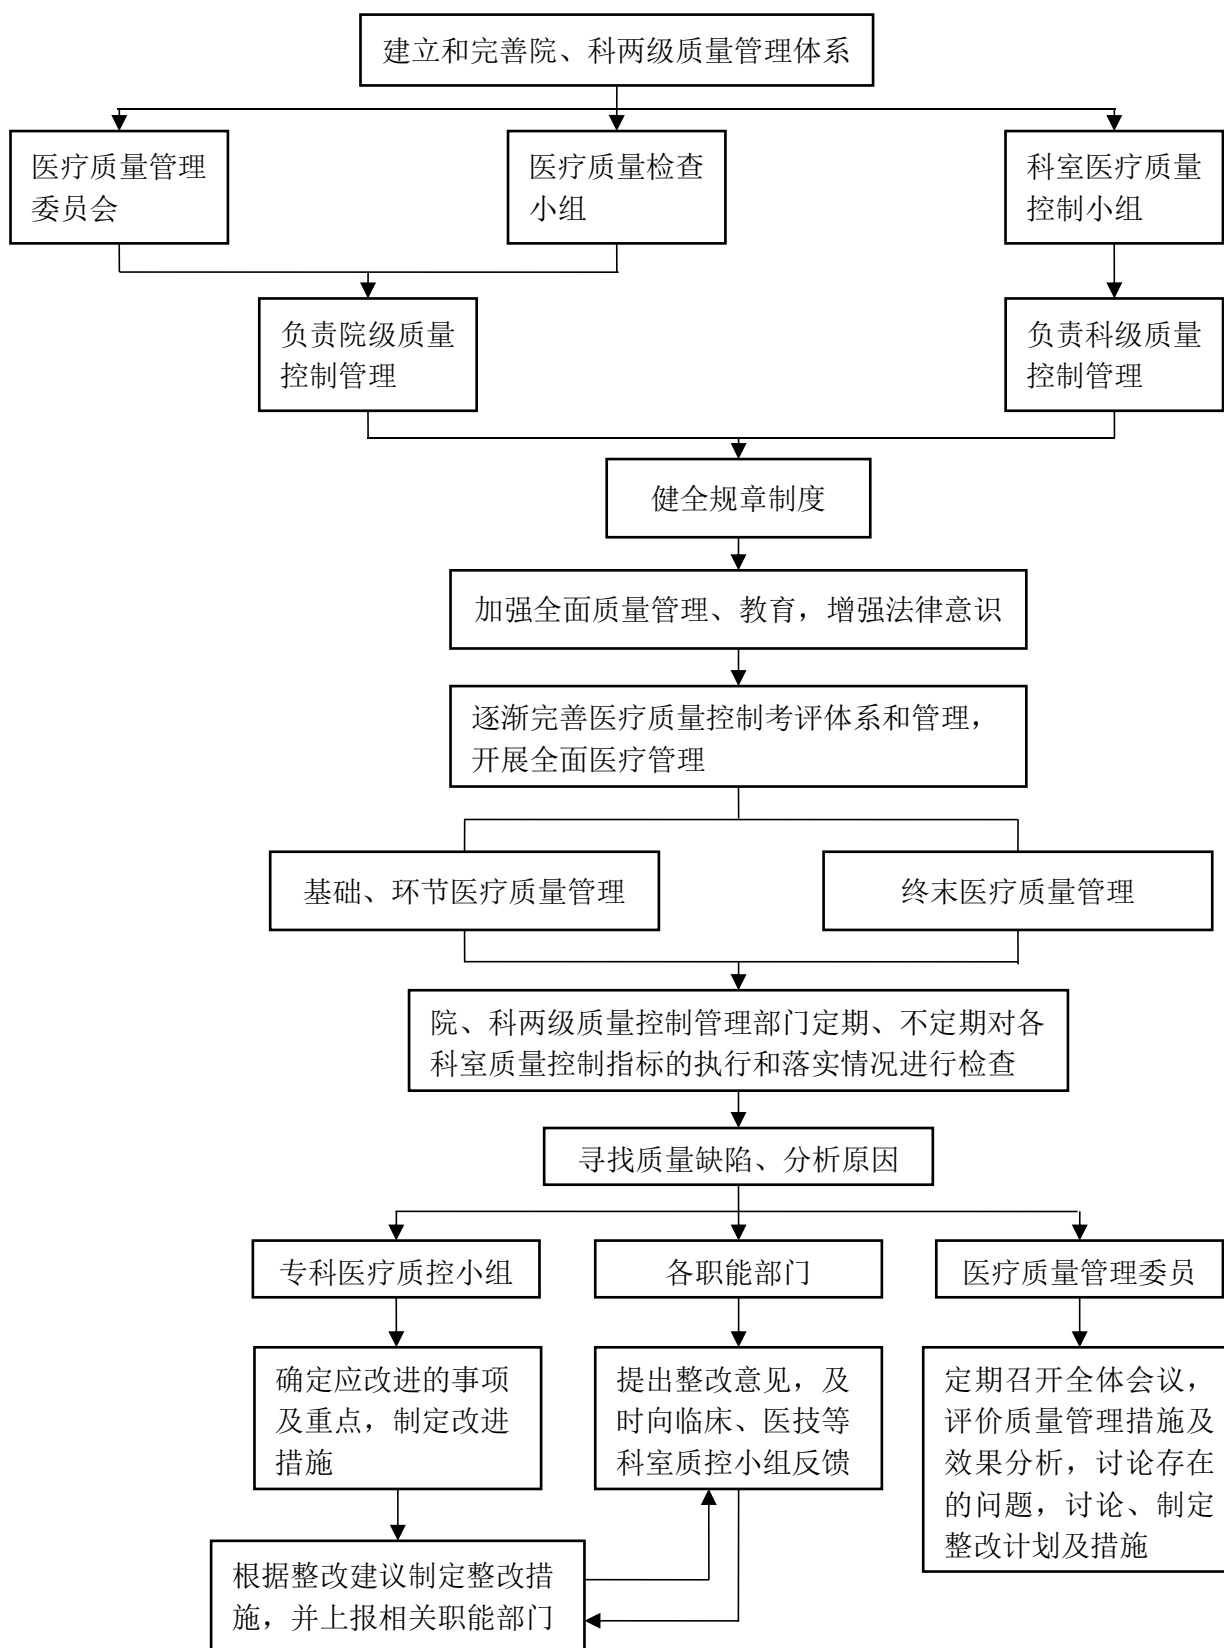 建立和完善院、科两级质量管理体系
医疗质量管理
委员会
医疗质量检查
小组
科室医疗质量
控制小组
负责院级质量
控制管理
负责科级质量
控制管理
健全规章制度
加强全面质量管理、教育，增强法律意识
逐渐完善医疗质量控制考评体系和管理，
开展全面医疗管理
基础、环节医疗质量管理
终末医疗质量管理
院、科两级质量控制管理部门定期、不定期对各
科室质量控制指标的执行和落实情况进行检查
寻找质量缺陷、分析原因
专科医疗质控小组
各职能部门
医疗质量管理委员
确定应改进的事项
及重点，制定改进
措施
提出整改意见，及
时向临床、医技等
科室质控小组反馈
定期召开全体会议，
评价质量管理措施及
效果分析，讨论存在
的问题，讨论、制定
整改计划及措施
根据整改建议制定整改措
施，并上报相关职能部门